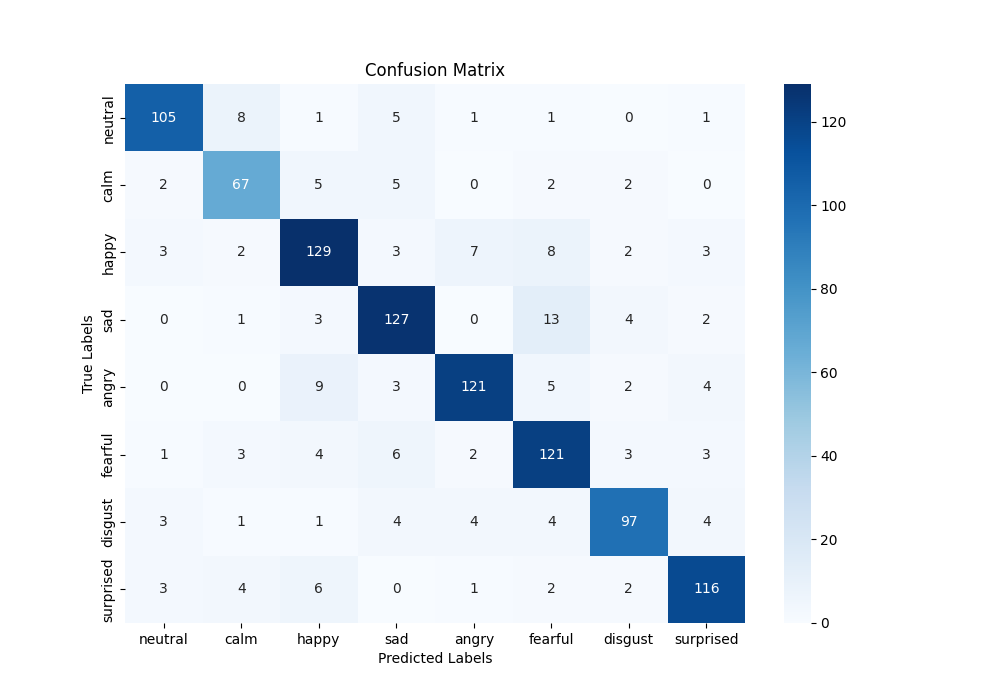 Confusion Matrix
True Labels
neutral 105 8 1 5 1 1 0 1
calm 2 67 5 5 0 2 2 0
happy 3 2 129 3 7 8 2 3
sad 0 1 3 127 0 13 4 2
angry 0 0 9 3 121 5 2 4
fearful 1 3 4 6 2 121 3 3
disgust 3 1 1 4 4 4 97 4
surprised 3 4 6 0 1 2 2 116
neutral calm happy sad angry fearful disgust surprised
Predicted Labels
120
100
80
60
40
20
0